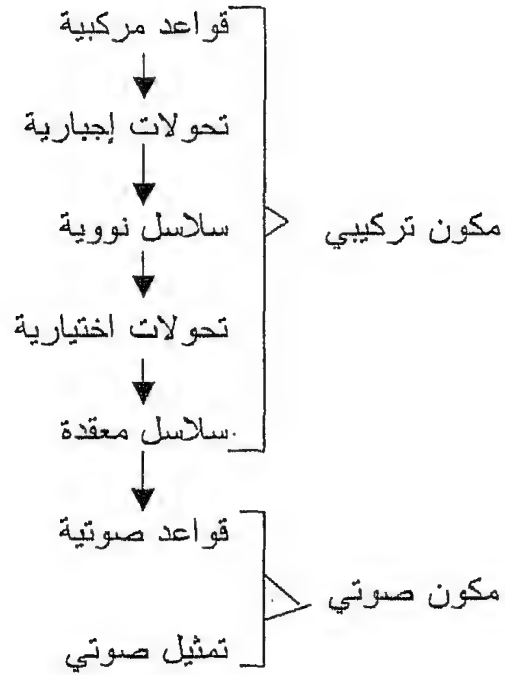 قواعد مركبية
تحولات إجبارية
سلاسل نووية
مكون تركيبي
تحولات اختيارية
سلاسل معقدة
قواعد صوتية
مكون صوتي
تمثيل صوتي